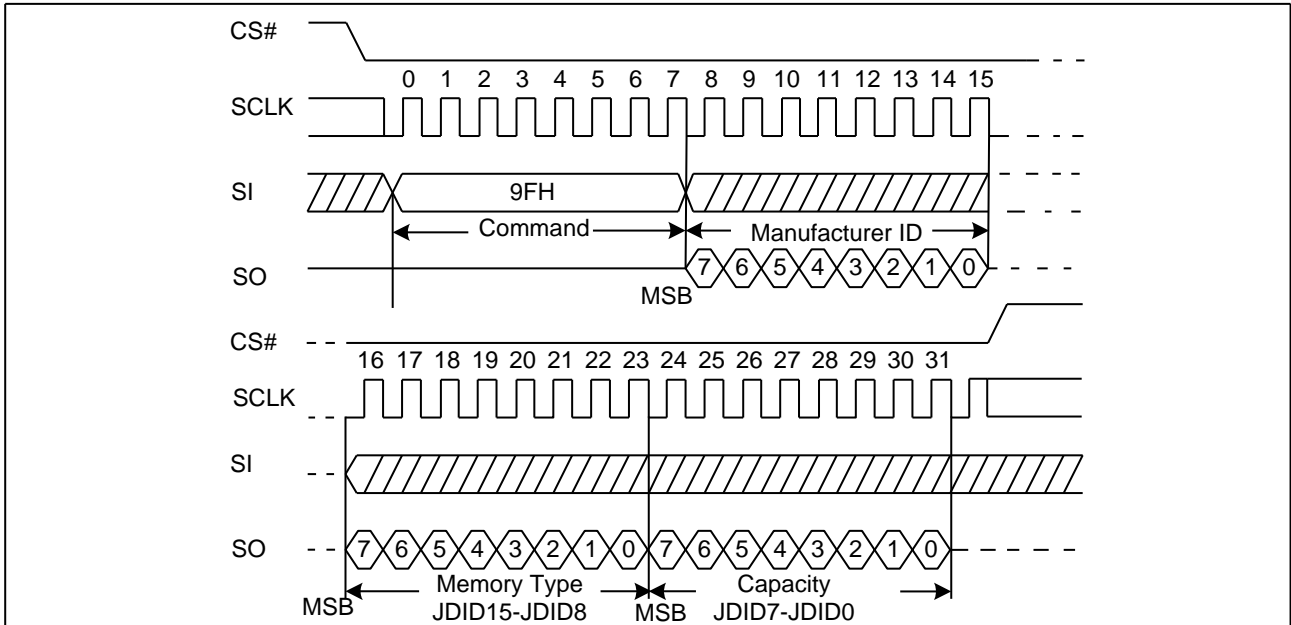 CS#
0 1 2 3 4 5 6 7 8 9 10 11 12 13 14 15
SCLK
SI
9FH
Command
Manufacturer ID
SO
7 6 5 4 3 2 1 0
MSB
CS#
16 17 18 19 20 21 22 23 24 25 26 27 28 29 30 31
SCLK
SI
SO
7 6 5 4 3 2 1 0 7 6 5 4 3 2 1 0
Memory Type Capacity
MSB JDID15-JDID8 MSB JDID7-JDID0